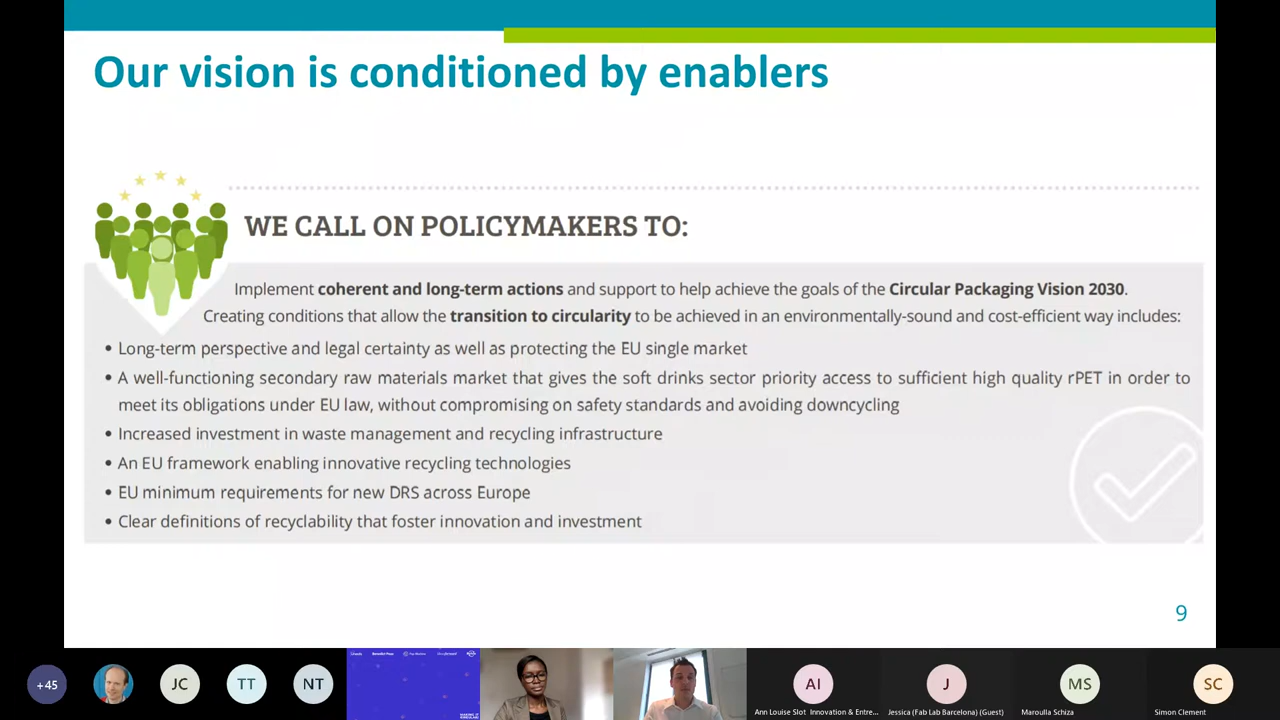 Our vision is conditioned by enablers
WE CALL ON POLICYMAKERS TO:
Implement coherent and long-term actions and support to help achieve the goals of the Circular Packaging Vision 2030.
Creating conditions that allow the transition to circularity to be achieved in an environmentally-sound and cost-efficient way includes:
• Long-term perspective and legal certainty as well as protecting the EU single market
• A well-functioning secondary raw materials market that gives the soft drinks sector priority access to sufficient high quality rPET in order to
meet its obligations under EU law, without compromising on safety standards and avoiding downcycling
• Increased investment in waste management and recycling infrastructure
• An EU framework enabling innovative recycling technologies
• EU minimum requirements for new DRS across Europe
• Clear definitions of recyclability that foster innovation and investment
9
+45
JC
TT
NT
AI
J
MS
SC
Ann Louise Slot Innovation & Entre...
Jessica (Fab Lab Barcelona) (Guest)
Maroulla Schiza
Simon Clement